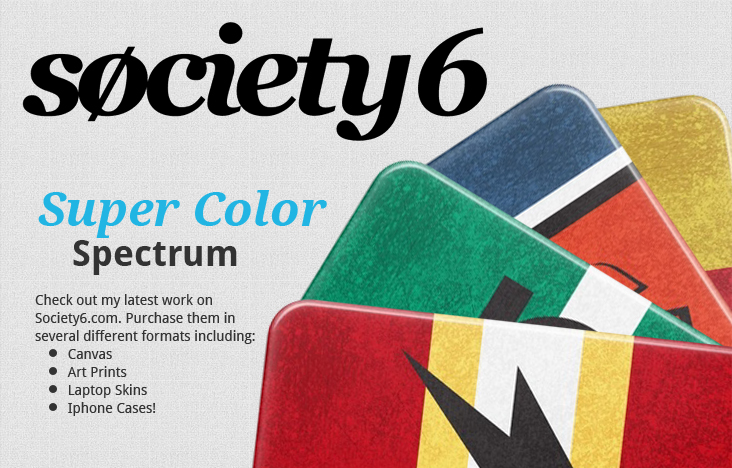 søciety6
Super Color
Spectrum
Check out my latest work on
Society6.com. Purchase them in
several different formats including:
● Canvas
● Art Prints
● Laptop Skins
● Iphone Cases!